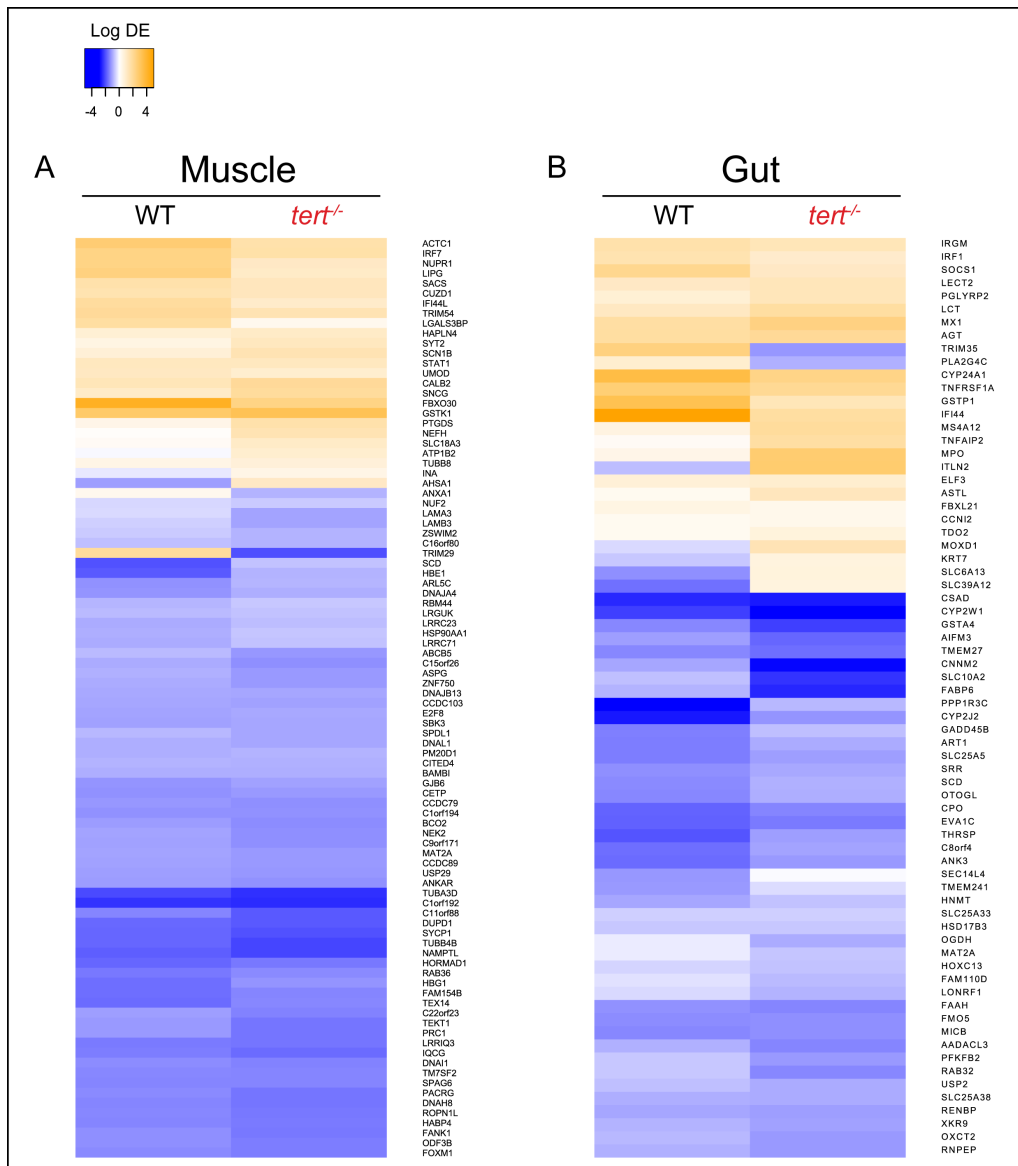 Log DE
-4 0 4
A Muscle
WT tert-/-
ACTC1
IRF7
NUPR1
LIPG
SACS
CUZD1
IFI44L
TRIM54
LGALS3BP
HAPLN4
SYT2
SCN1B
STAT1
UMOD
CALB2
SNCG
FBXO30
GSTK1
PTGDS
NEFH
SLC18A3
ATP1B2
TUBB8
INA
AHSA1
ANXA1
NUF2
LAMA3
LAMB3
ZSWIM2
C16orf80
TRIM29
SCD
HBE1
ARL5C
DNAJA4
RBM44
LRGUK
LRRC23
HSP90AA1
LRRC71
ABCB5
C15orf26
ASPG
ZNF750
DNAJB13
CCDC103
E2F8
SBK3
SPDL1
DNAL1
PM20D1
CITED4
BAMBI
GJB6
CETP
CCDC79
C1orf194
BCO2
NEK2
C9orf171
MAT2A
CCDC89
USP29
ANKAR
TUBA3D
C1orf192
C11orf88
DUPD1
SYCP1
TUBB4B
NAMPTL
HORMAD1
RAB36
HBG1
FAM154B
TEX14
C22orf23
TEKT1
PRC1
LRRIQ3
IQCG
DNAI1
TM7SF2
SPAG6
PACRG
DNAH8
ROPN1L
HABP4
FANK1
ODF3B
FOXM1
B Gut
WT tert-/-
IRGM
IRF1
SOCS1
LECT2
PGLYRP2
LCT
MX1
AGT
TRIM35
PLA2G4C
CYP24A1
TNFRSF1A
GSTP1
IFI44
MS4A12
TNFAIP2
MPO
ITLN2
ELF3
ASTL
FBXL21
CCNI2
TDO2
MOXD1
KRT7
SLC6A13
SLC39A12
CSAD
CYP2W1
GSTA4
AIFM3
TMEM27
CNNM2
SLC10A2
FABP6
PPP1R3C
CYP2J2
GADD45B
ART1
SLC25A5
SRR
SCD
OTOGL
CPO
EVA1C
THRSP
C8orf4
ANK3
SEC14L4
TMEM241
HNMT
SLC25A33
HSD17B3
OGDH
MAT2A
HOXC13
FAM110D
LONRF1
FAAH
FMO5
MICB
AADACL3
PFKFB2
RAB32
USP2
SLC25A38
RENBP
XKR9
OXCT2
RNPEP